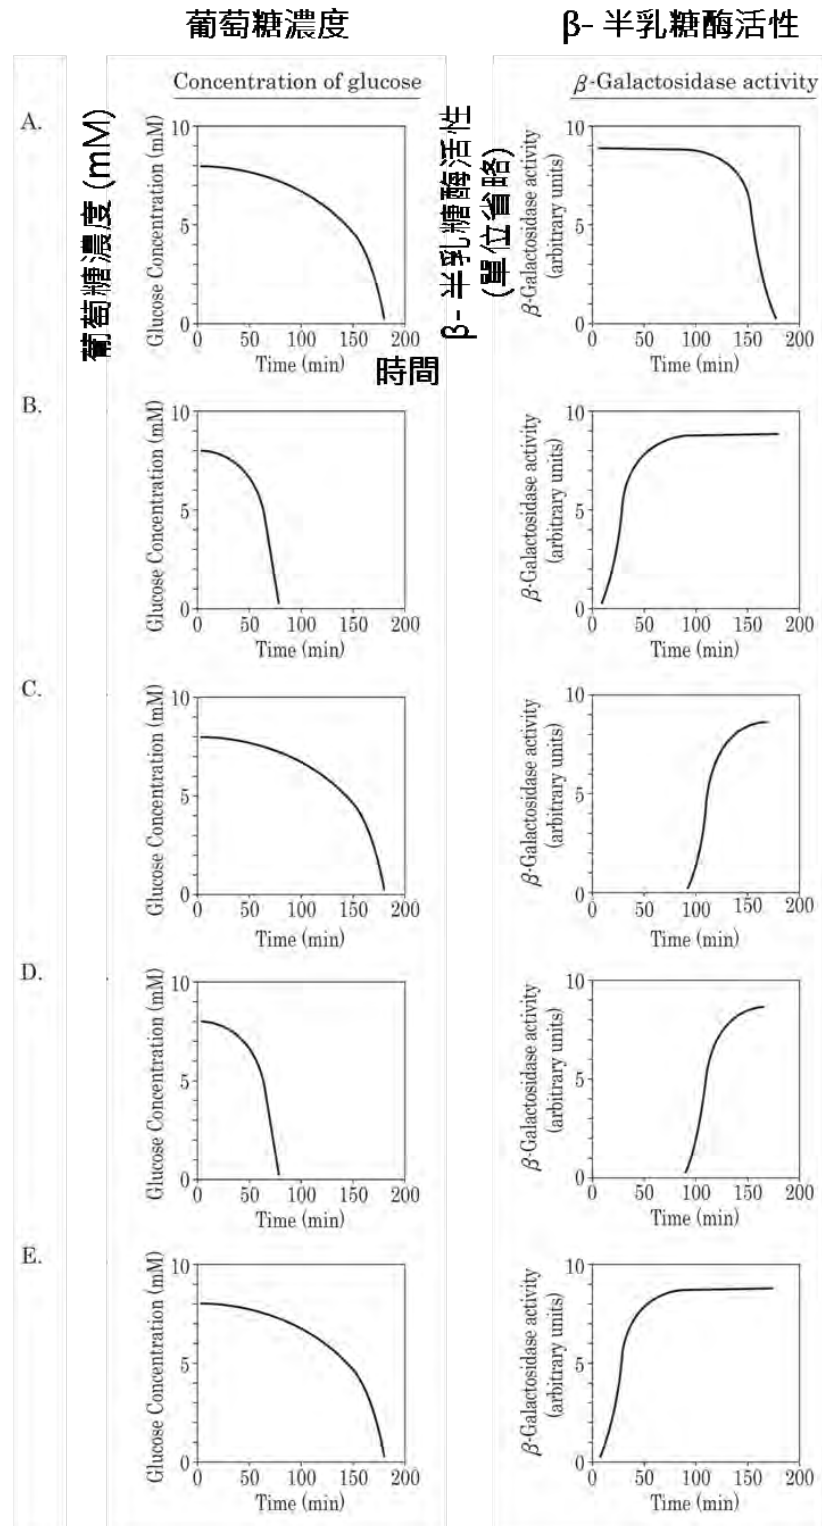 葡萄糖濃度
β- 半乳糖酶活性
Concentration of glucose
β-Galactosidase activity
A.
葡萄糖濃度 (mM)
Glucose Concentration (mM)
10
5
0
0 50 100 150 200
Time (min)
時間
β- 半乳糖酶活性
(單位省略)
β-Galactosidase activity
(arbitrary units)
10
5
0
0 50 100 150 200
Time (min)
B.
Glucose Concentration (mM)
10
5
0
0 50 100 150 200
Time (min)
β-Galactosidase activity
(arbitrary units)
10
5
0
0 50 100 150 200
Time (min)
C.
Glucose Concentration (mM)
10
5
0
0 50 100 150 200
Time (min)
β-Galactosidase activity
(arbitrary units)
10
5
0
0 50 100 150 200
Time (min)
D.
Glucose Concentration (mM)
10
5
0
0 50 100 150 200
Time (min)
β-Galactosidase activity
(arbitrary units)
10
5
0
0 50 100 150 200
Time (min)
E.
Glucose Concentration (mM)
10
5
0
0 50 100 150 200
Time (min)
β-Galactosidase activity
(arbitrary units)
10
5
0
0 50 100 150 200
Time (min)